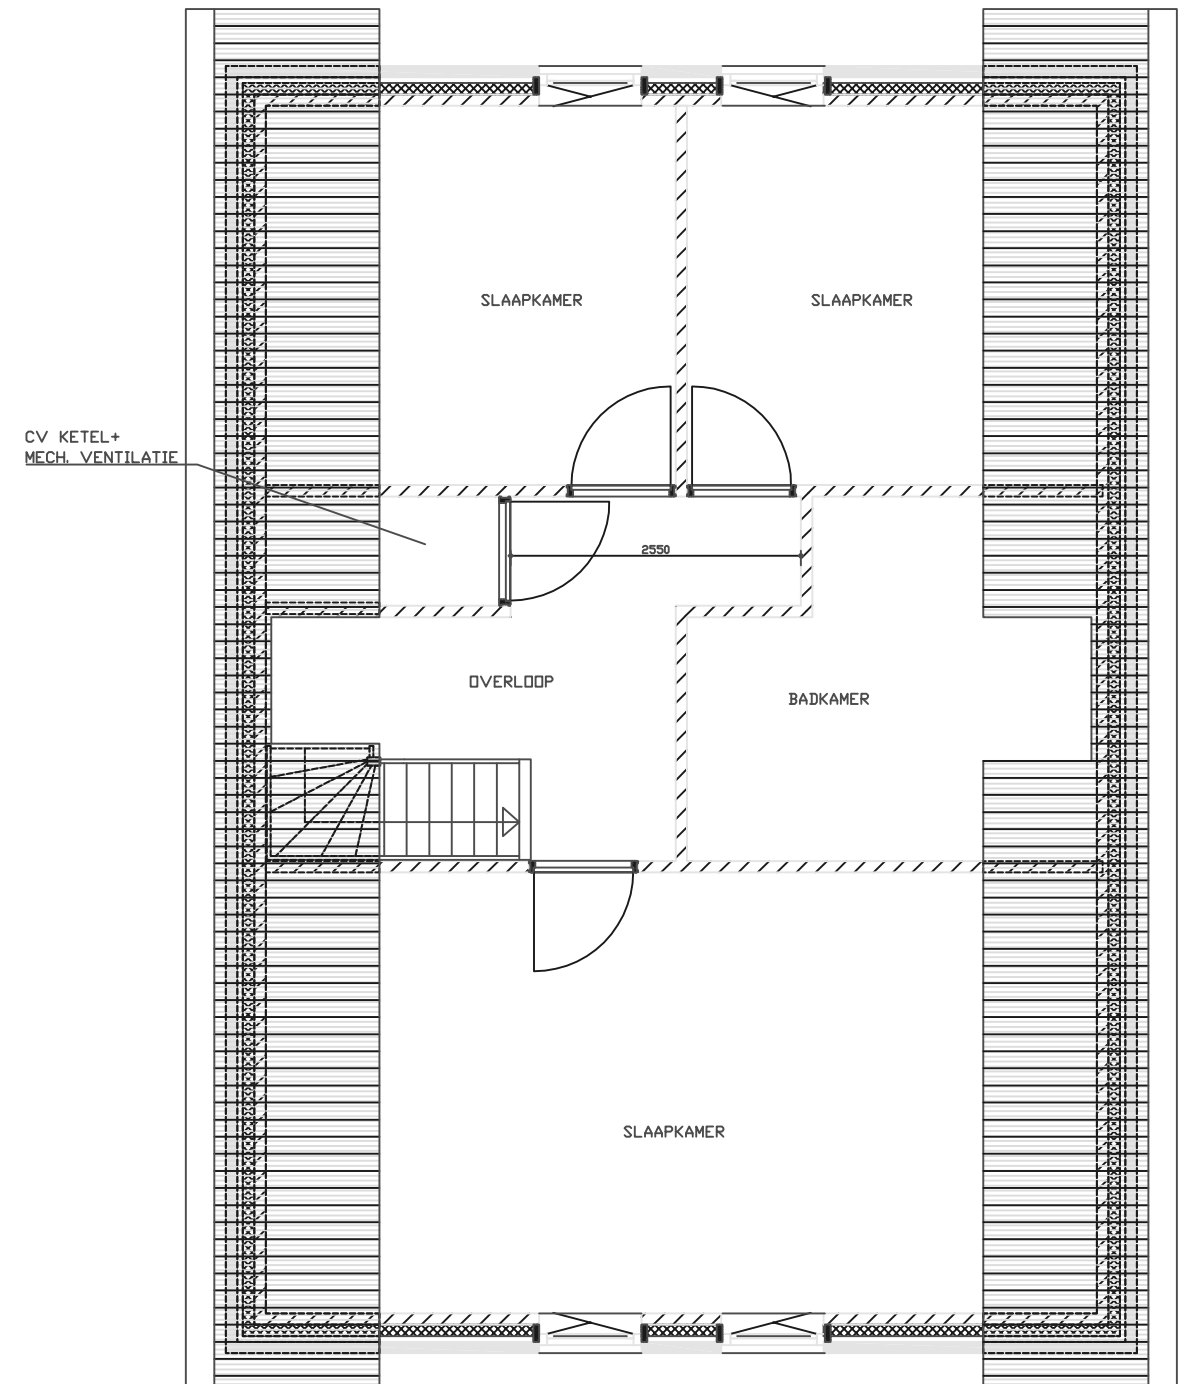 SLAAPKAMER
SLAAPKAMER
CV KETEL+
MECH. VENTILATIE
2550
OVERLOOP
BADKAMER
SLAAPKAMER